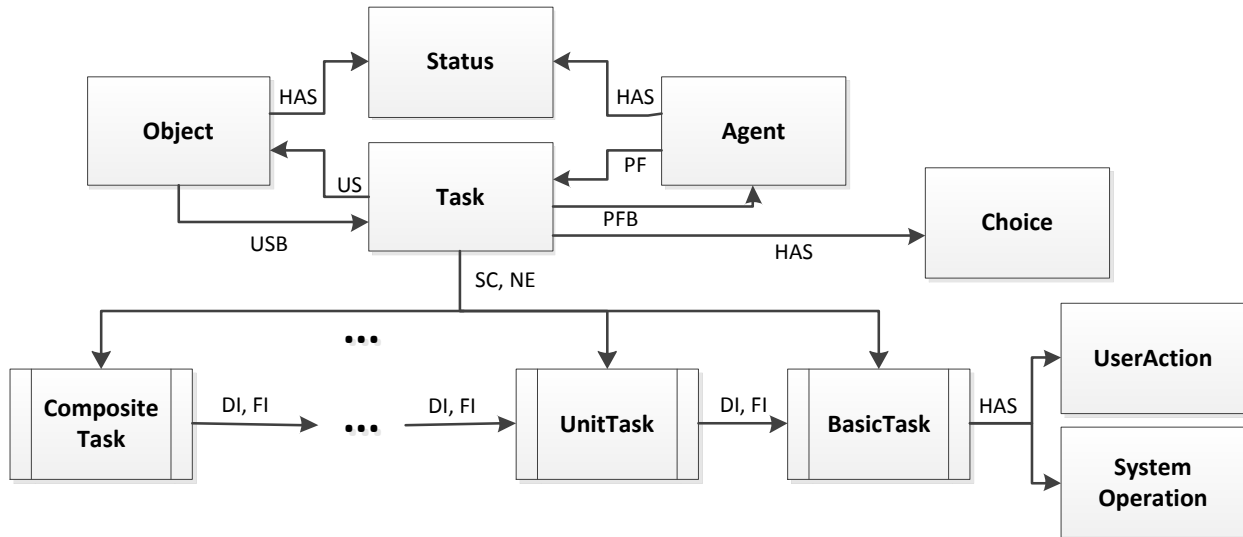 Status
HAS
HAS
Object
Agent
US
Task
PF
USB
PFB
HAS
Choice
SC, NE
...
UserAction
Composite
Task
DI, FI
...
DI, FI
UnitTask
DI, FI
BasicTask
HAS
System
Operation